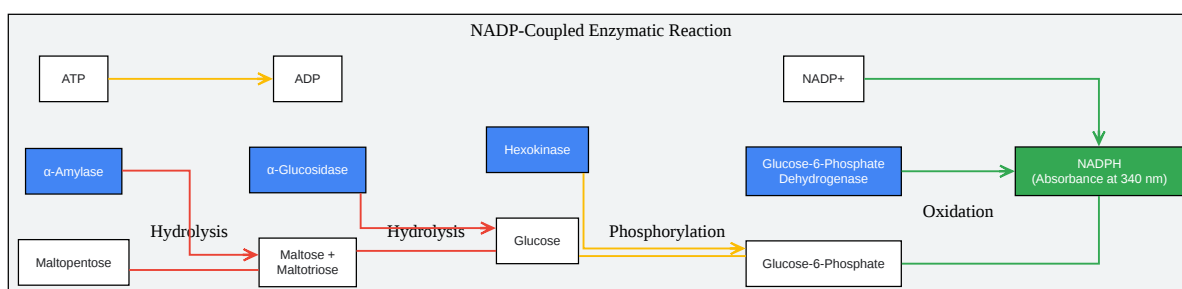 NADP-Coupled Enzymatic Reaction
ATP
ADP
NADP+
α-Amylase
α-Glucosidase
Hexokinase
Glucose-6-Phosphate
Dehydrogenase
NADPH
(Absorbance at 340 nm)
Hydrolysis
Hydrolysis
Phosphorylation
Oxidation
Maltopentose
Maltose +
Maltotriose
Glucose
Glucose-6-Phosphate